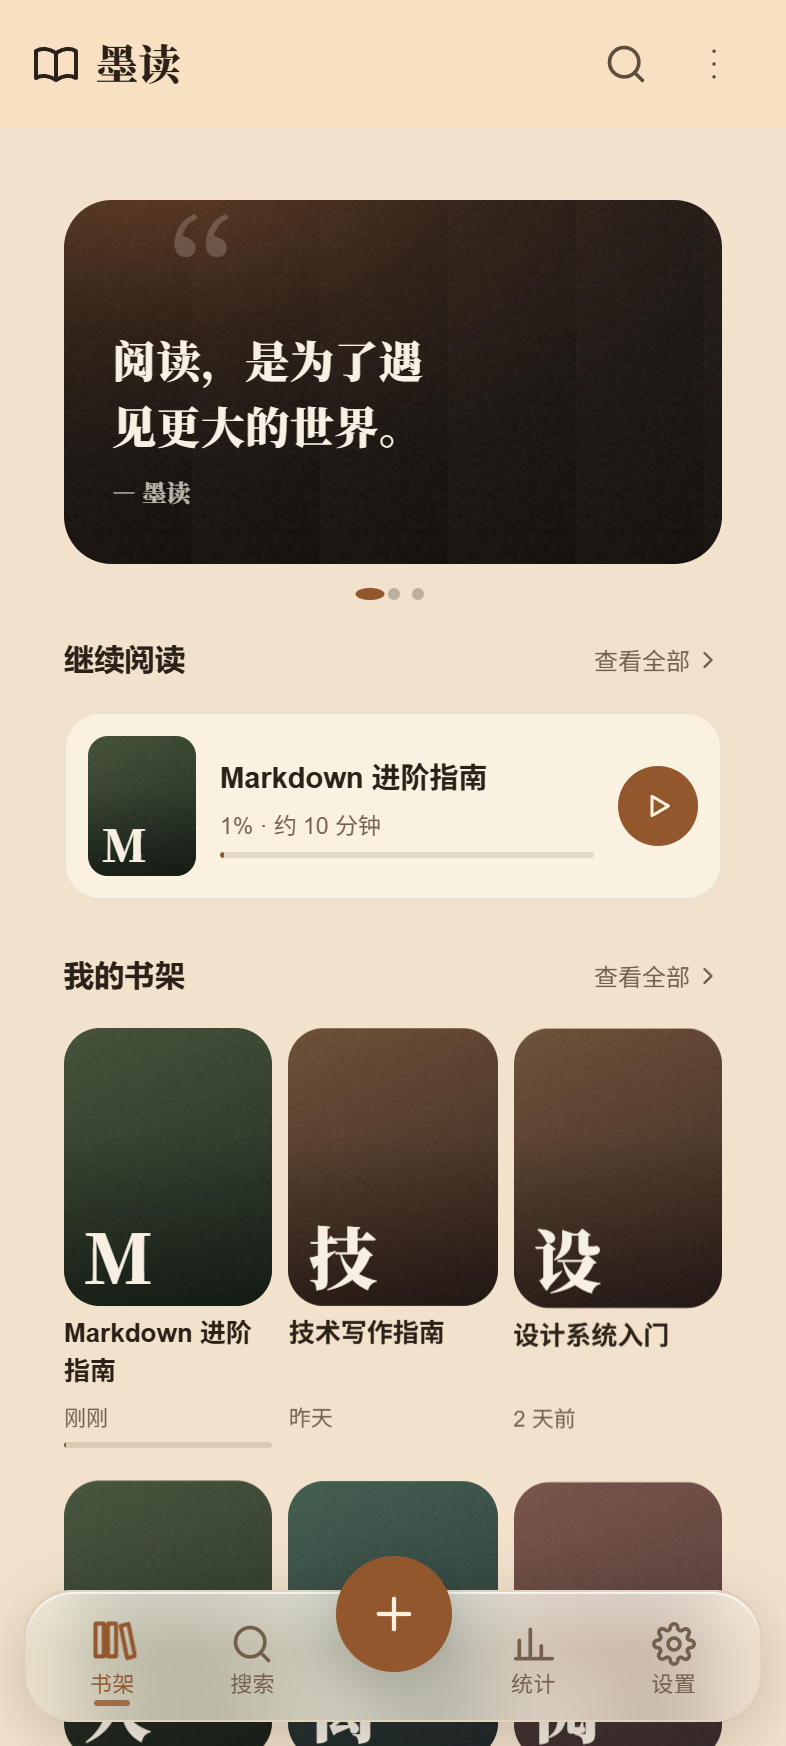 墨读
“
阅读，是为了遇
见更大的世界。
— 墨读
继续阅读
查看全部
M
Markdown 进阶指南
1% · 约 10 分钟
我的书架
查看全部
M
技
设
Markdown 进阶
指南
技术写作指南
设计系统入门
刚刚
昨天
2 天前
书架
搜索
统计
设置